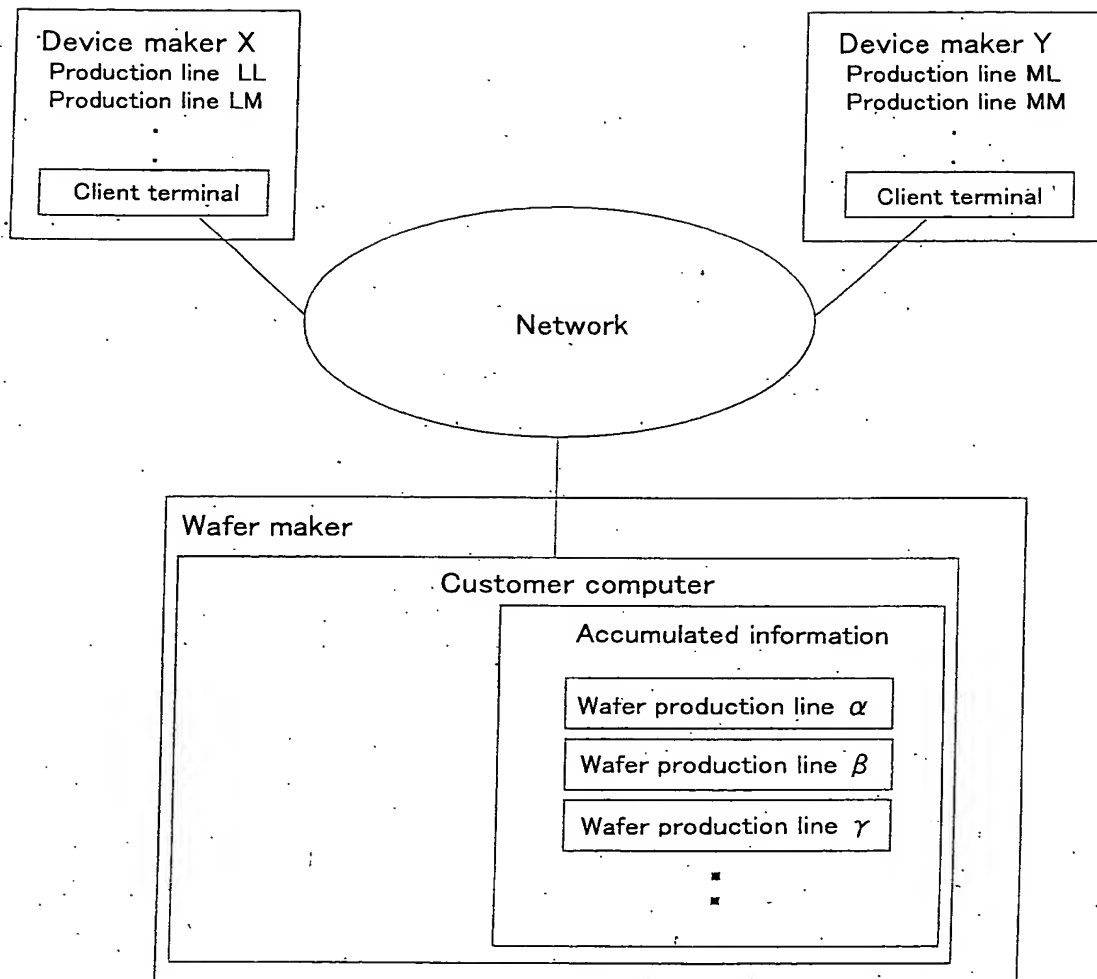 Device maker X
Production line LL
Production line LM
Client terminal
Device maker Y
Production line ML
Production line MM
Client terminal
Network
Wafer maker
Customer computer
Accumulated information
Wafer production line α
Wafer production line β
Wafer production line γ